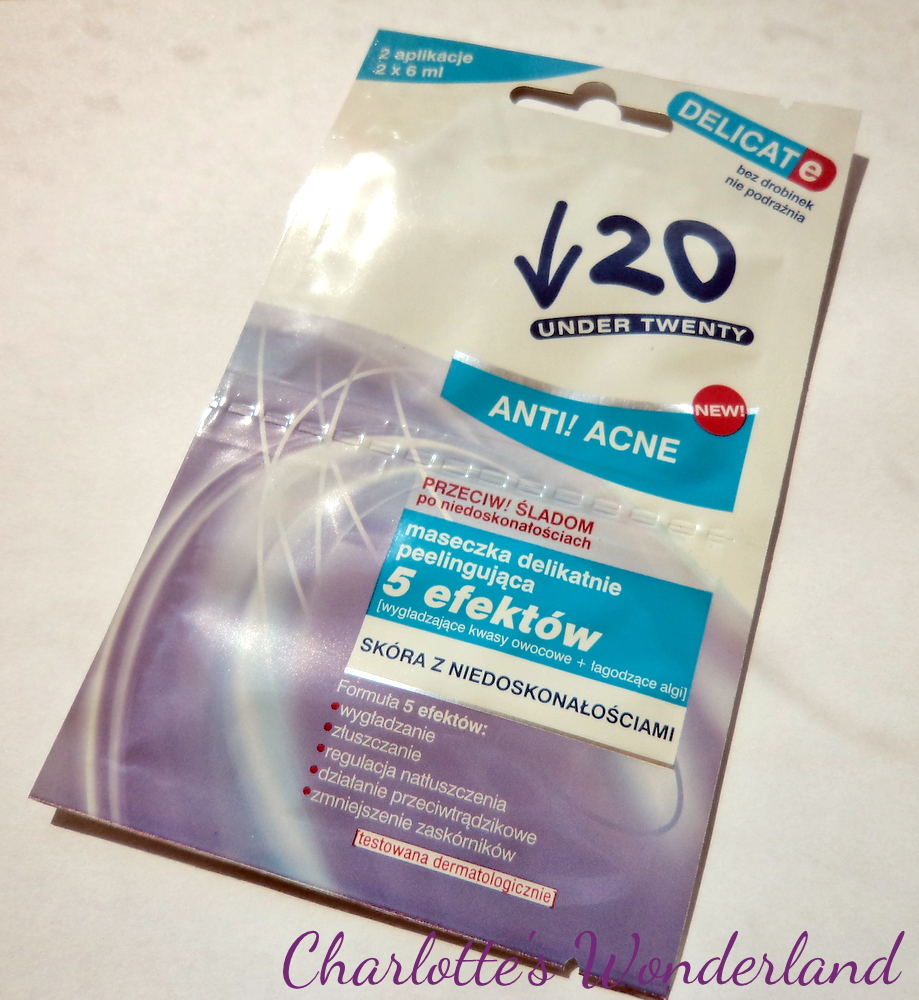 2 aplikacje
2 x 6 ml
DELICATe
bez drobinek
nie podrażnia
20
UNDER TWENTY
NEW!
ANTI! ACNE
PRZECIW! ŚLADOM
po niedoskonałościach
maseczka delikatnie
peelingująca
5 efektów
[wygładzające kwasy owocowe + łagodzące algi]
SKÓRA Z NIEDOSKONAŁOŚCIAMI
Formuła 5 efektów:
•wygładzanie
•złuszczanie
•regulacja natłuszczenia
•działanie przeciwtrądzikowe
•zmniejszenie zaskórników
[testowana dermatologicznie]
Charlotte's Wonderland